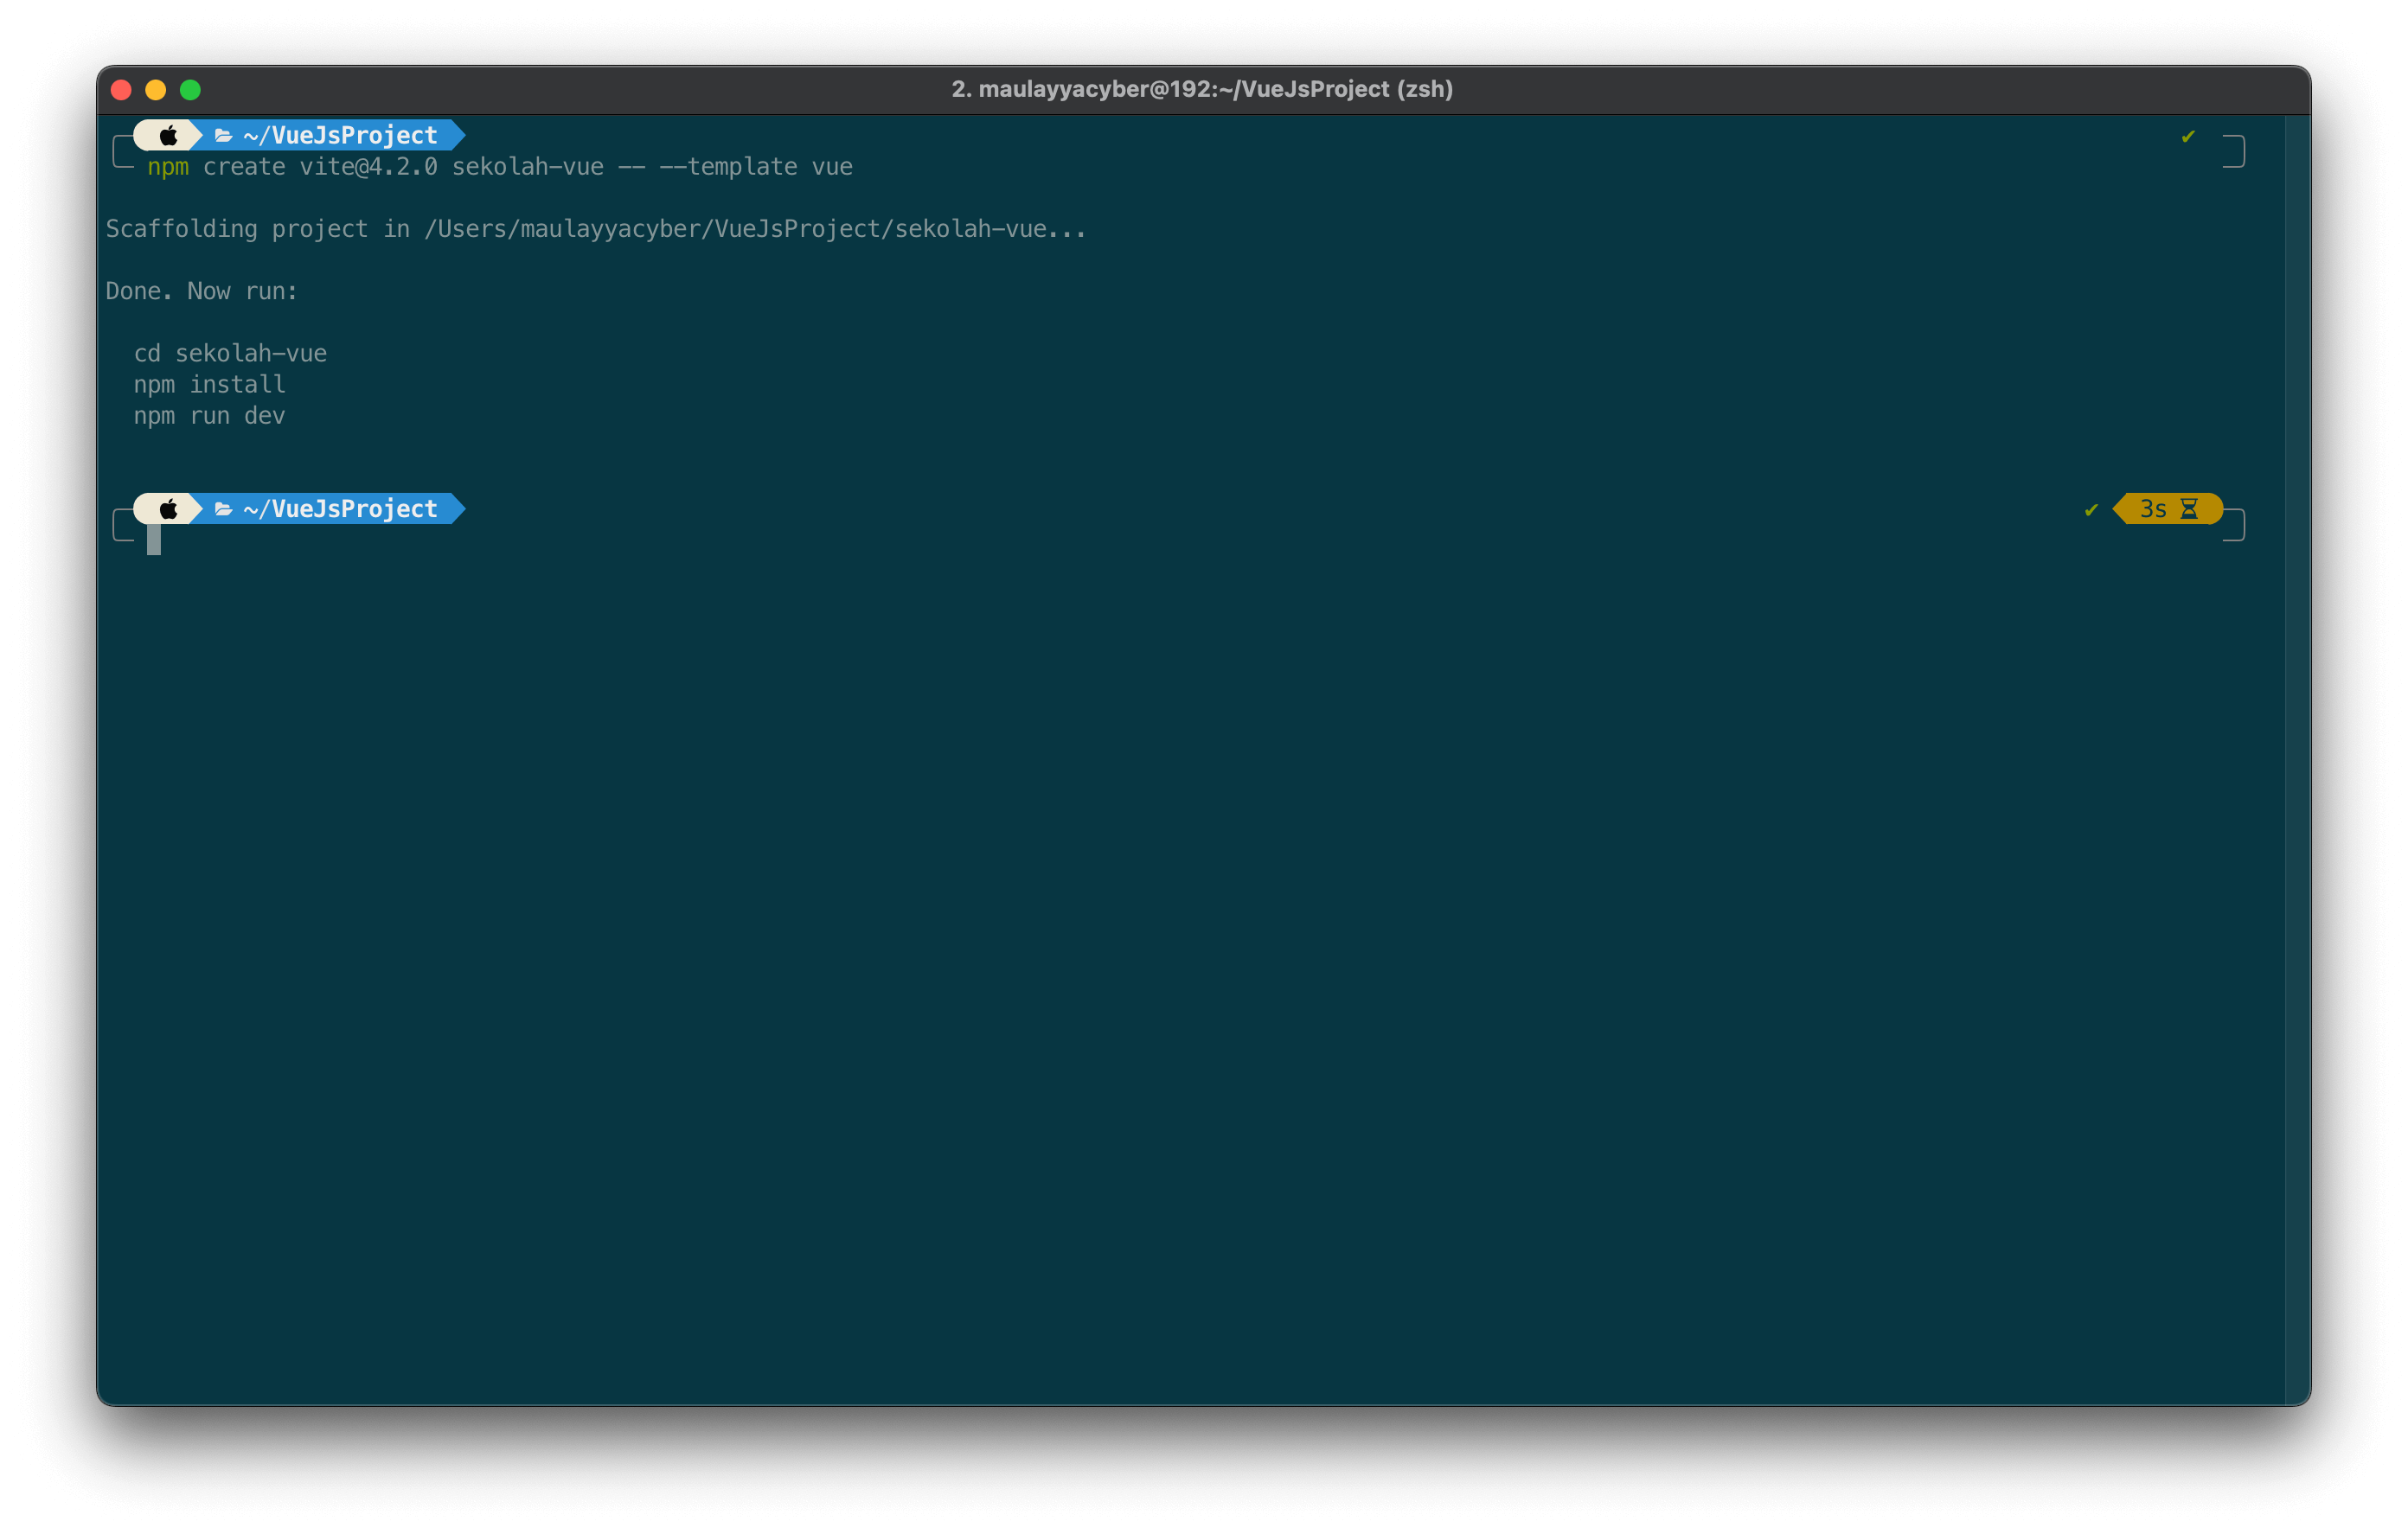 2. maulayyacyber@192:~/VueJsProject (zsh)
~/VueJsProject ✔
npm create vite@4.2.0 sekolah-vue -- --template vue
Scaffolding project in /Users/maulayyacyber/VueJsProject/sekolah-vue...
Done. Now run:
cd sekolah-vue
npm install
npm run dev
~/VueJsProject ✔ 3s